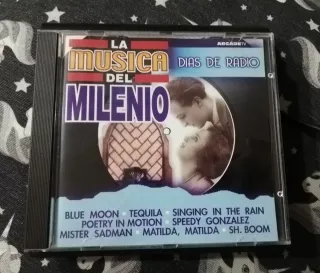 LA
MUSICA
DEL
MILENIO
ARCADE TV
DIAS DE RADIO
BLUE MOON · TEQUILA · SINGING IN THE RAIN
POETRY IN MOTION · SPEEDY GONZALEZ
MISTER SADMAN · MATILDA, MATILDA · SH. BOOM